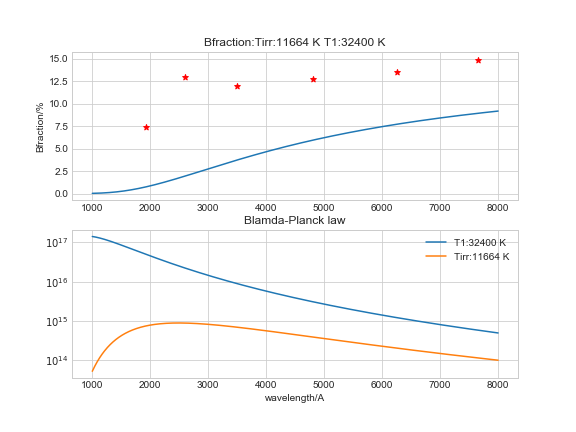 Bfraction:Tirr:11664 K T1:32400 K
Bfraction/%
15.0
12.5
10.0
7.5
5.0
2.5
0.0
1000 2000 3000 4000 5000 6000 7000 8000
Blamda-Planck law
T1:32400 K
Tirr:11664 K
10^17
10^16
10^15
10^14
1000 2000 3000 4000 5000 6000 7000 8000
wavelength/A